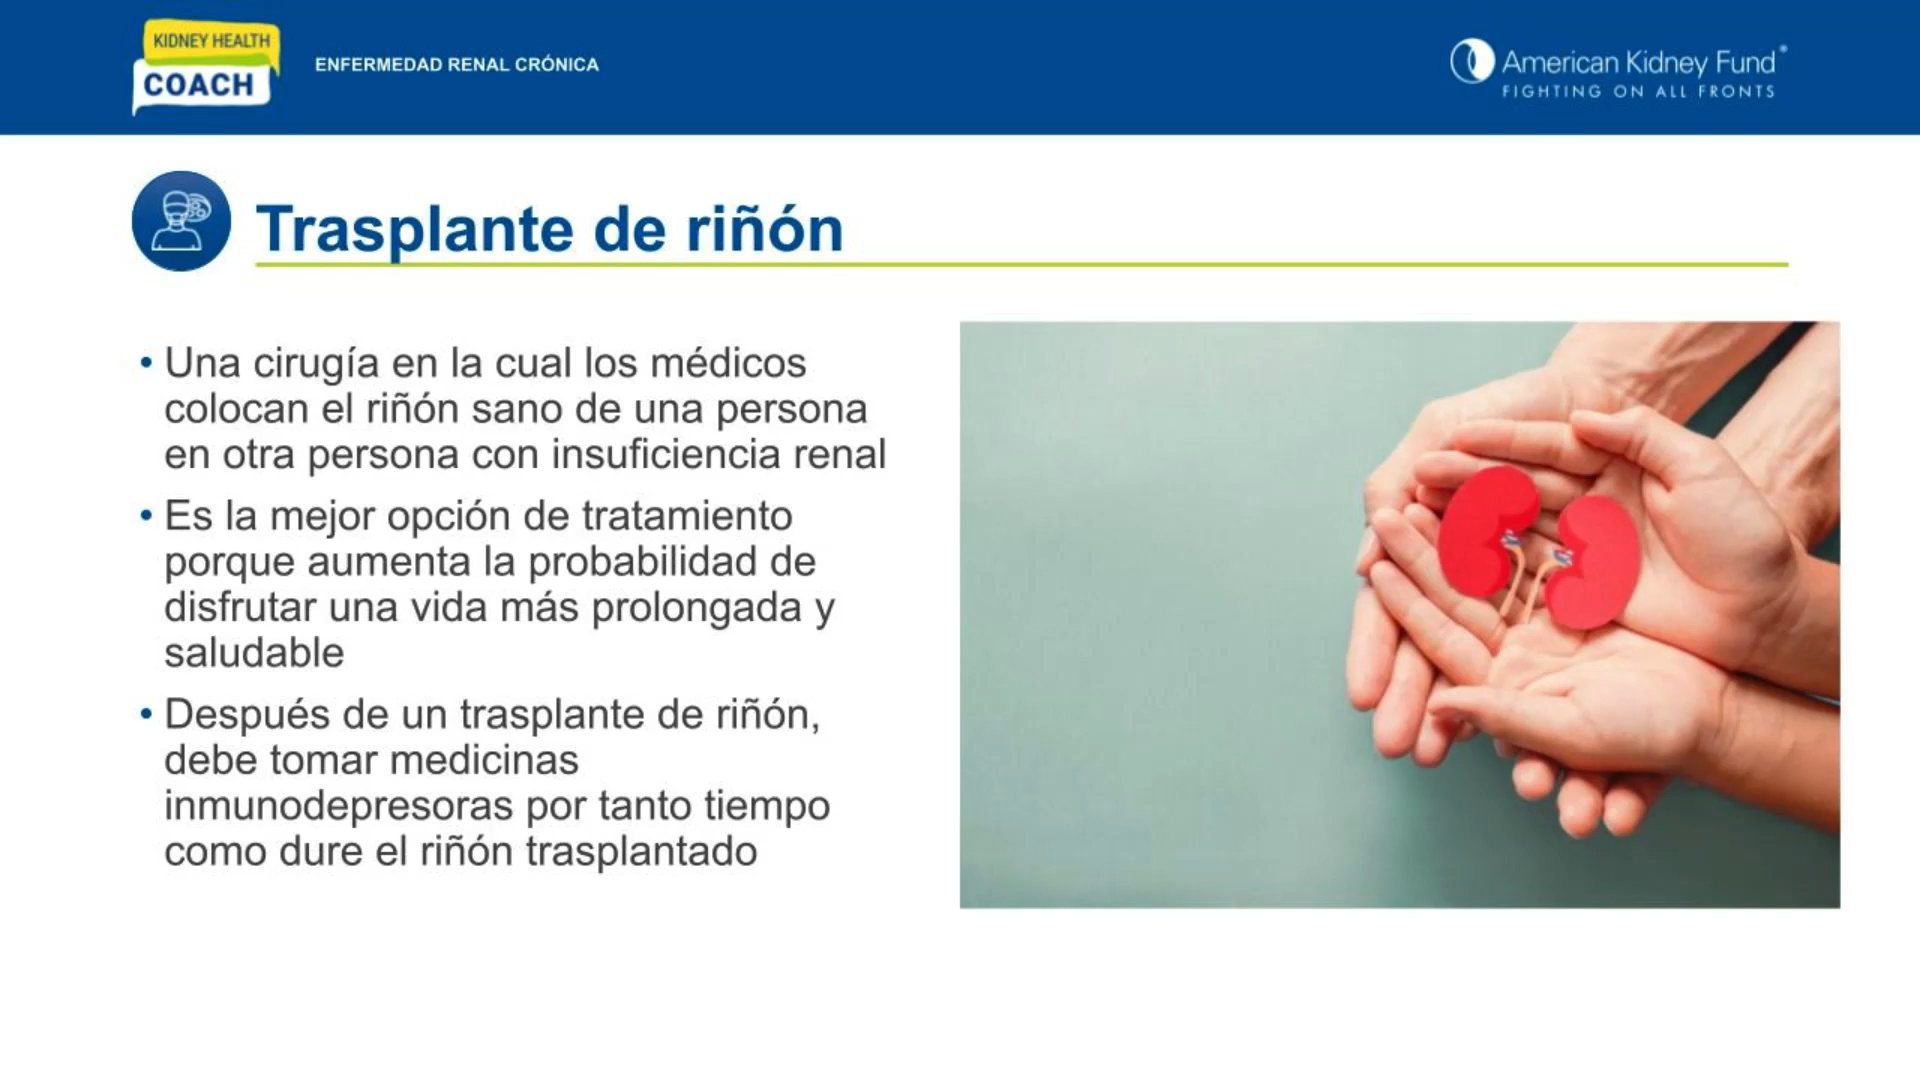 KIDNEY HEALTH
COACH
ENFERMEDAD RENAL CRÓNICA
American Kidney Fund®
FIGHTING ON ALL FRONTS
Trasplante de riñón
• Una cirugía en la cual los médicos
colocan el riñón sano de una persona
en otra persona con insuficiencia renal
• Es la mejor opción de tratamiento
porque aumenta la probabilidad de
disfrutar una vida más prolongada y
saludable
• Después de un trasplante de riñón,
debe tomar medicinas
inmunodepresoras por tanto tiempo
como dure el riñón trasplantado